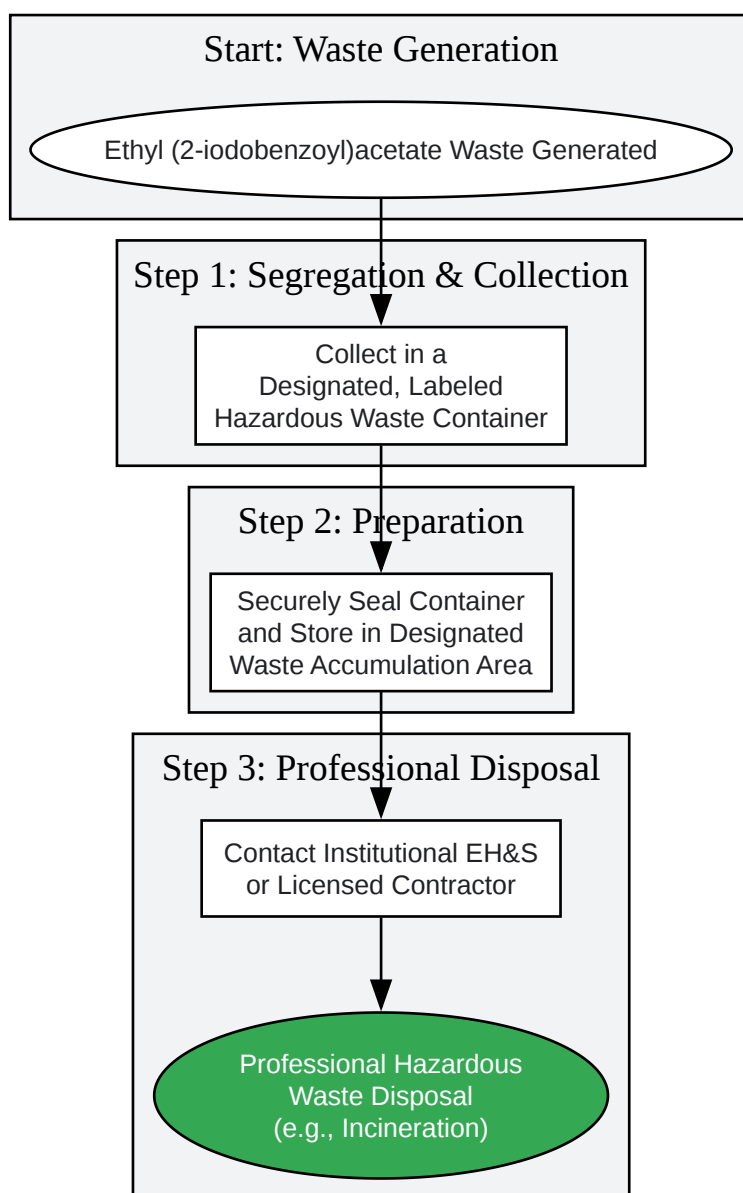 Start: Waste Generation
Ethyl (2-iodobenzoyl)acetate Waste Generated
Step 1: Segregation & Collection
Collect in a
Designated, Labeled
Hazardous Waste Container
Step 2: Preparation
Securely Seal Container
and Store in Designated
Waste Accumulation Area
Step 3: Professional Disposal
Contact Institutional EH&S
or Licensed Contractor
Professional Hazardous
Waste Disposal
(e.g., Incineration)